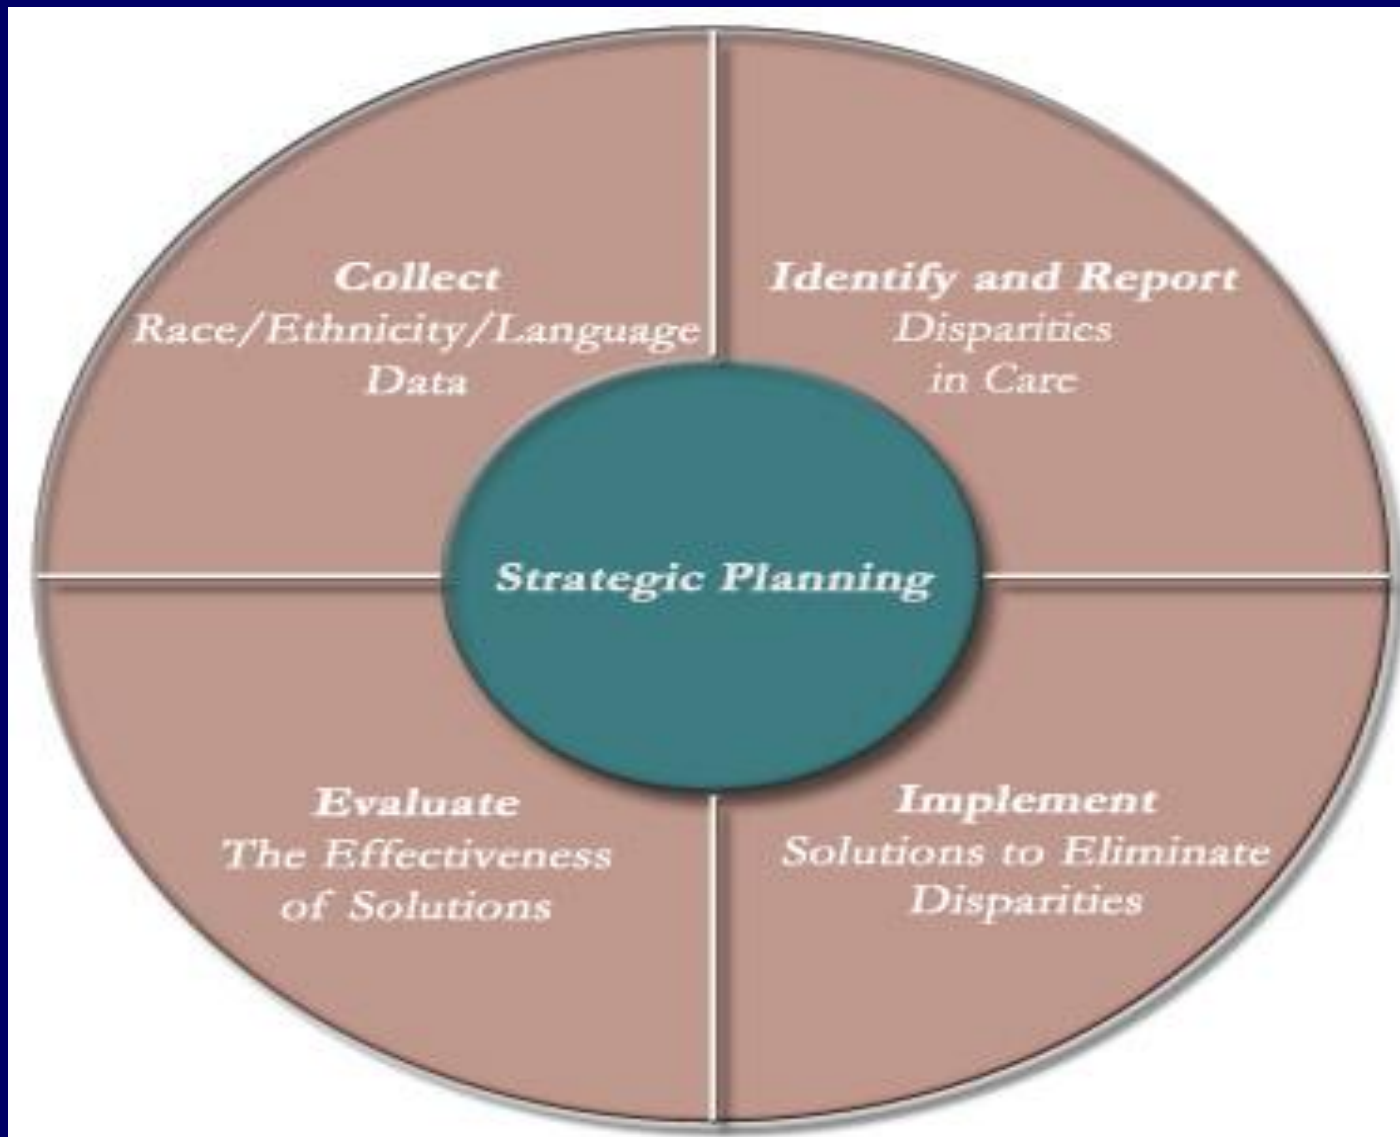 Collect
Race/Ethnicity/Language
Data
Identify and Report
Disparities
in Care
Strategic Planning
Evaluate
The Effectiveness
of Solutions
Implement
Solutions to Eliminate
Disparities